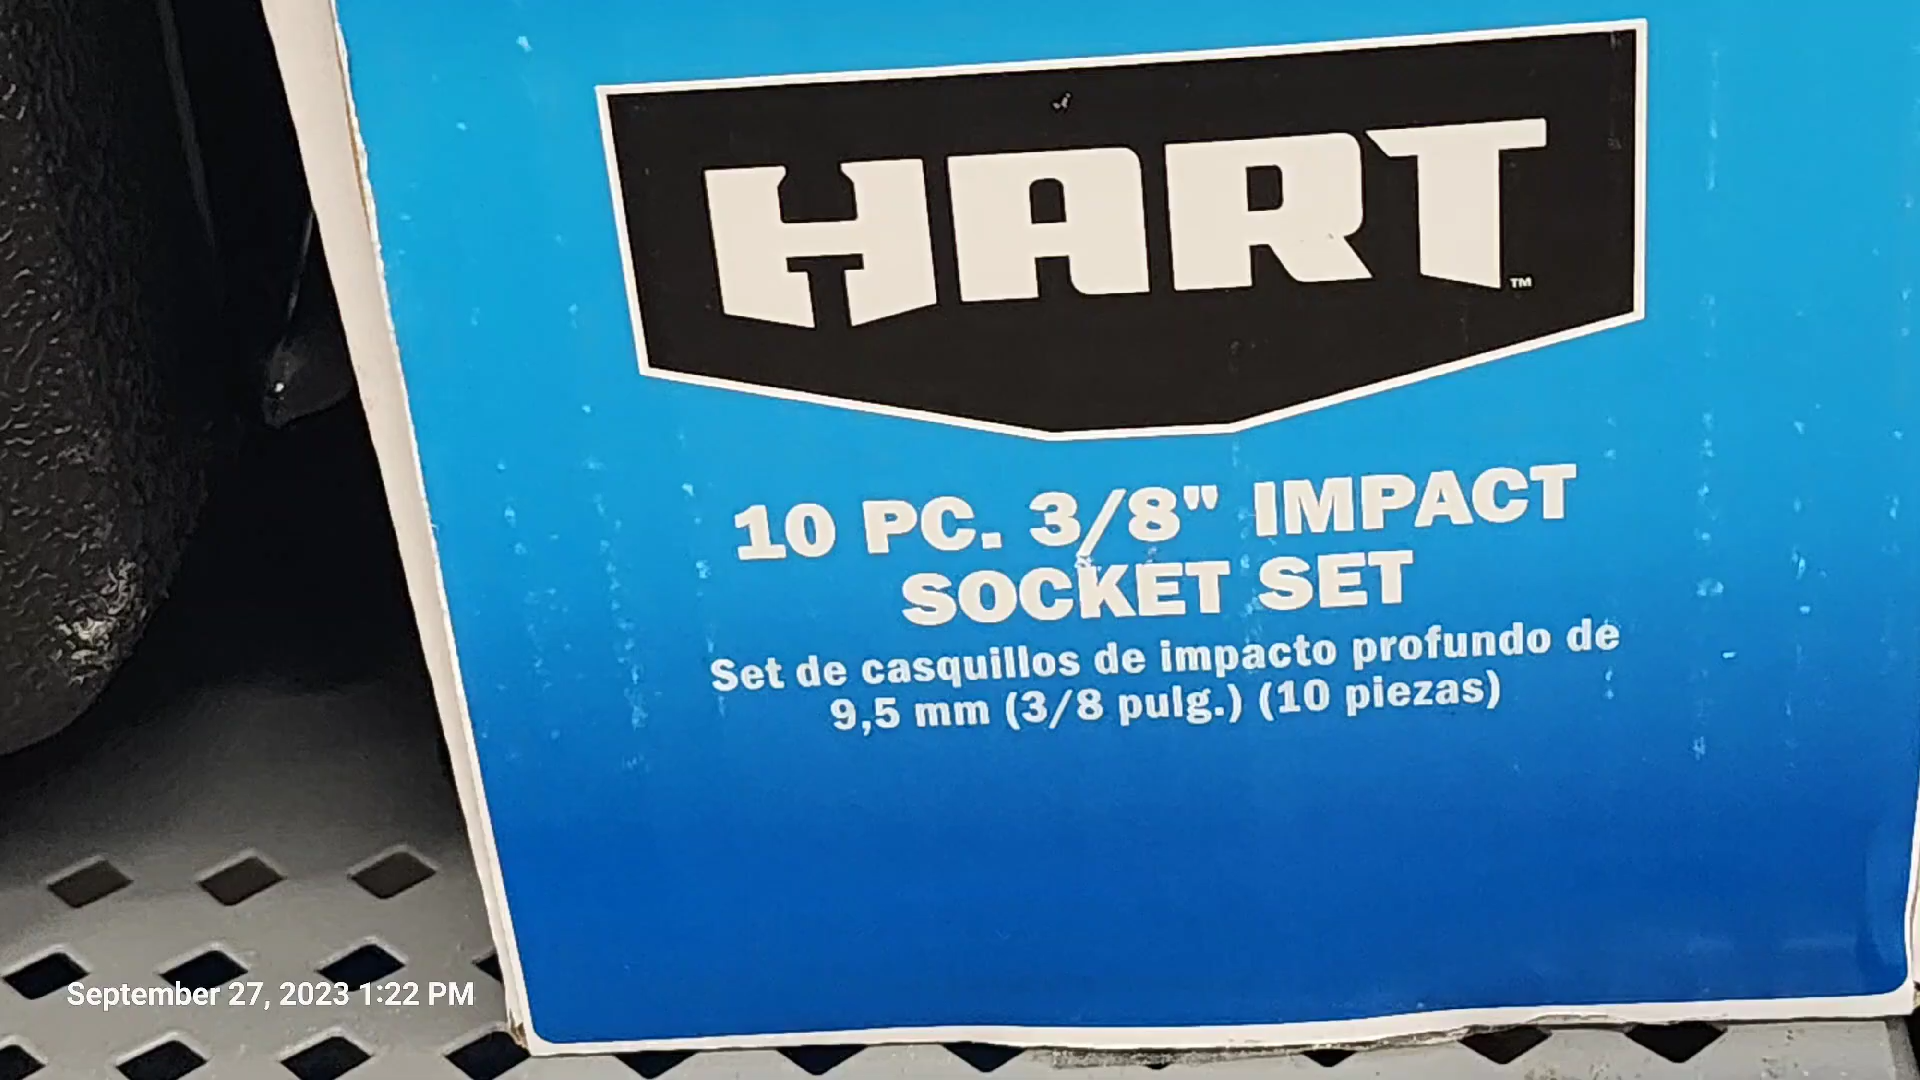 HART™
10 PC. 3/8" IMPACT
SOCKET SET
Set de casquillos de impacto profundo de
9,5 mm (3/8 pulg.) (10 piezas)
September 27, 2023 1:22 PM